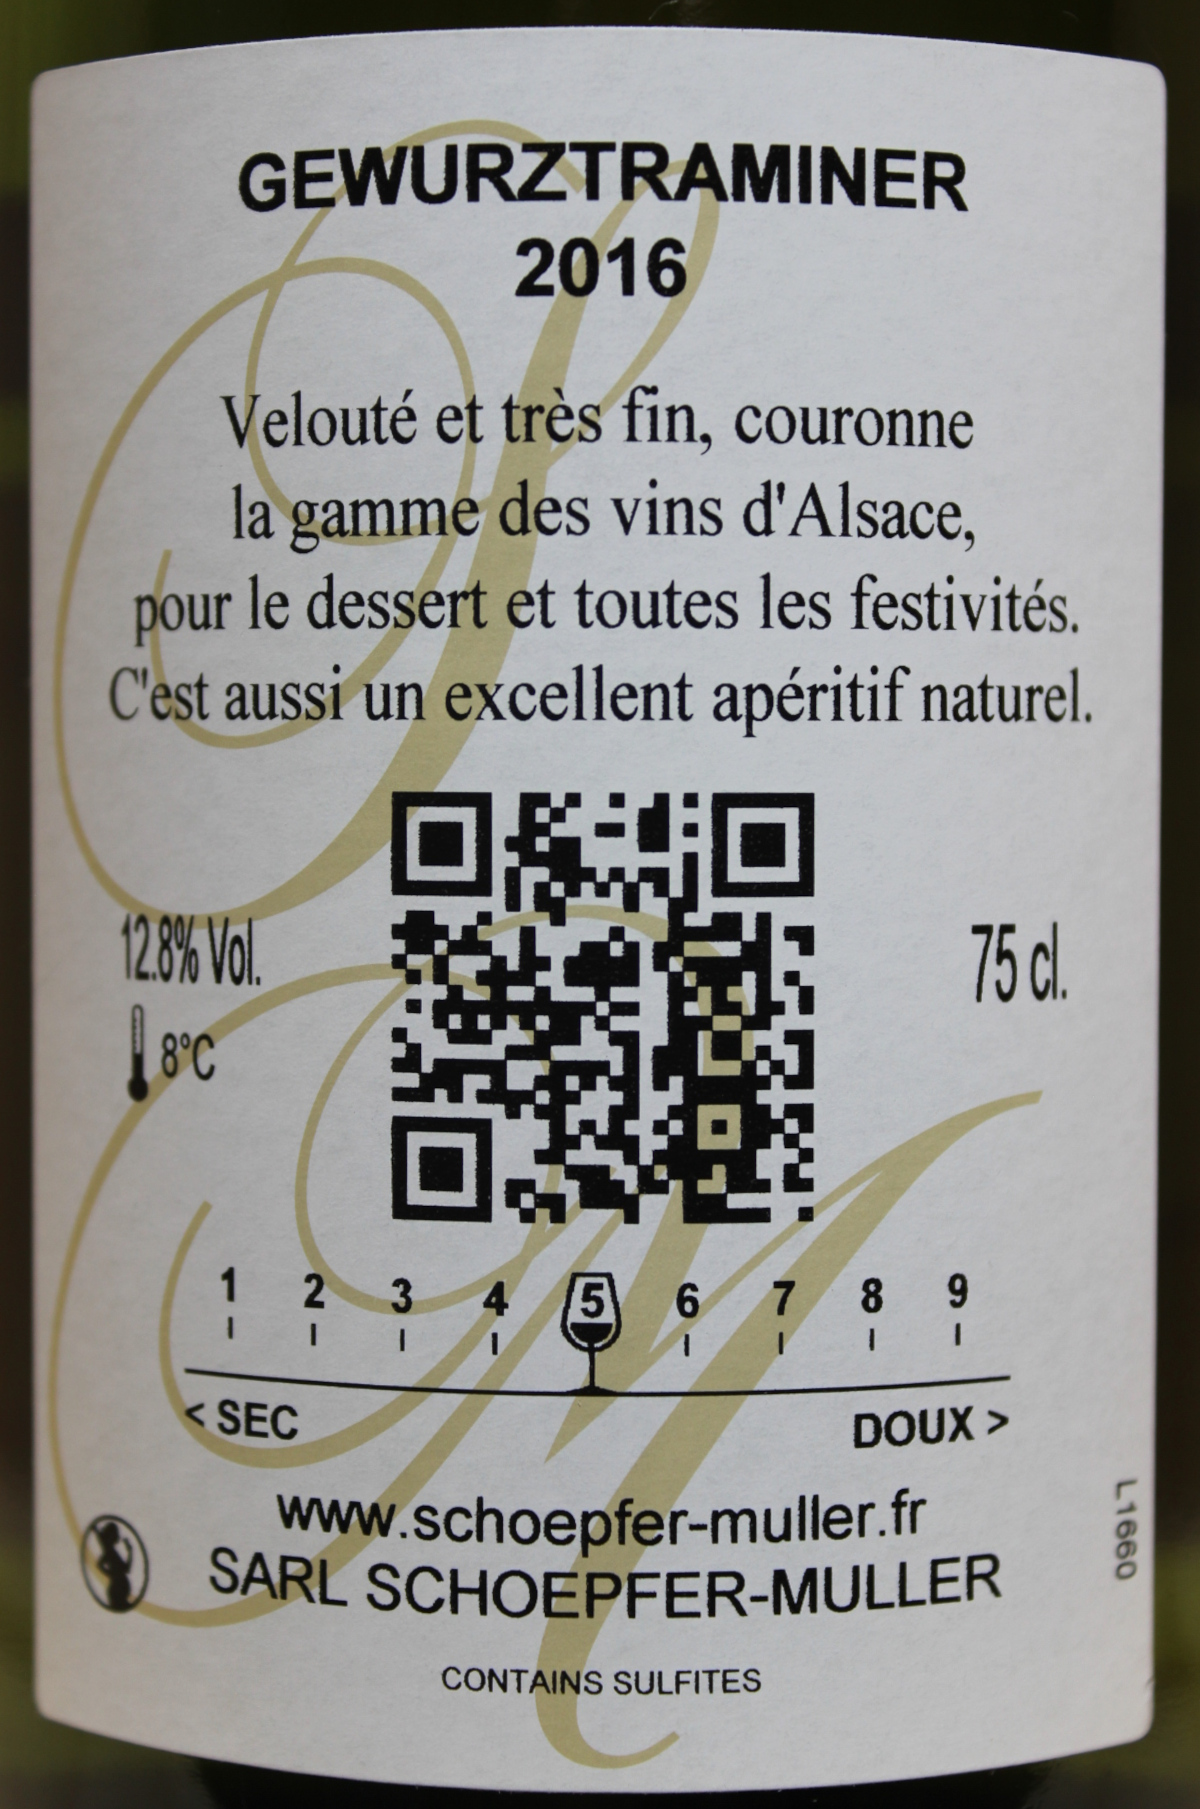 GEWURZTRAMINER
2016
Velouté et très fin, couronne
la gamme des vins d'Alsace,
pour le dessert et toutes les festivités.
C'est aussi un excellent apéritif naturel.
12.8% Vol.
75 cl.
8°C
1 2 3 4 5 6 7 8 9
< SEC DOUX >
www.schoepfer-muller.fr
SARL SCHOEPFER-MULLER
L1660
CONTAINS SULFITES